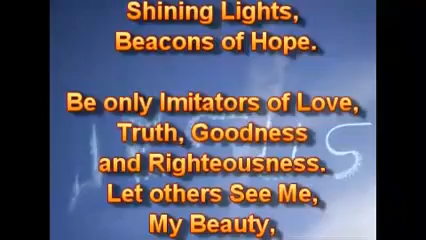 Shining Lights,
Beacons of Hope.
Be only Imitators of Love,
Truth, Goodness
and Righteousness.
Let others See Me,
My Beauty,